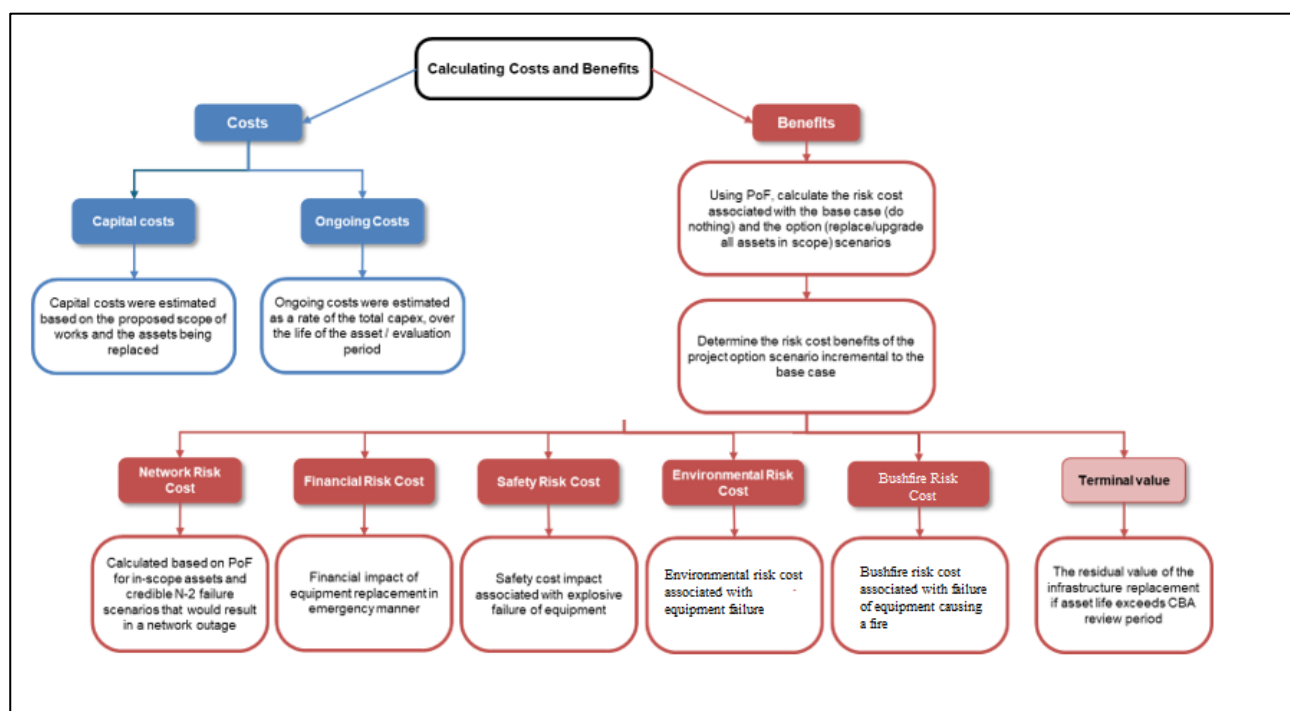 Calculating Costs and Benefits
Costs
Benefits
Capital costs
Ongoing Costs
Using PoF, calculate the risk cost
associated with the base case (do
nothing) and the option (replace/upgrade
all assets in scope) scenarios
Capital costs were estimated
based on the proposed scope of
works and the assets being
replaced
Ongoing costs were estimated
as a rate of the total capex, over
the life of the asset / evaluation
period
Determine the risk cost benefits of the
project option scenario incremental to the
base case
Network Risk
Cost
Financial Risk Cost
Safety Risk Cost
Environmental Risk
Cost
Bushfire Risk
Cost
Terminal value
Calculated based on PoF
for in-scope assets and
credible N-2 failure
scenarios that would result
in a network outage
Financial impact of
equipment replacement in
emergency manner
Safety cost impact
associated with explosive
failure of equipment
Environmental risk cost
associated with
equipment failure
Bushfire risk cost
associated with failure
of equipment causing
a fire
The residual value of the
infrastructure replacement
if asset life exceeds CBA
review period